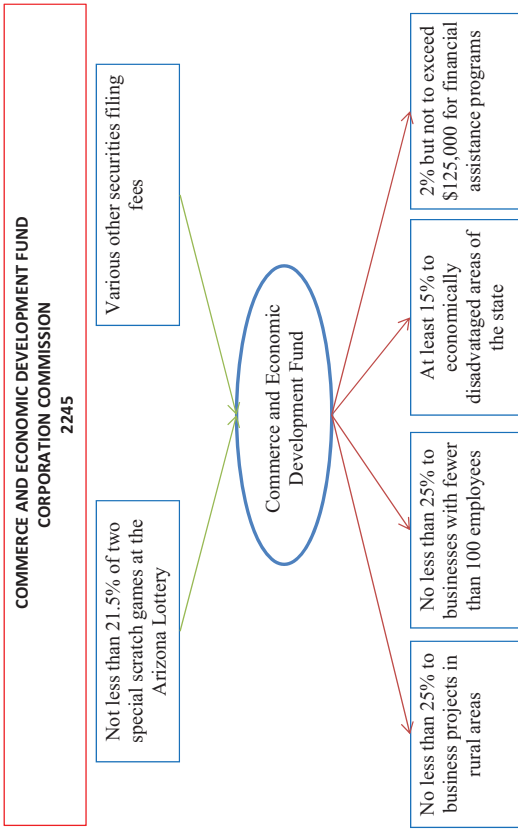 COMMERCE AND ECONOMIC DEVELOPMENT FUND
CORPORATION COMMISSION
2245
Not less than 21.5% of two
special scratch games at the
Arizona Lottery
Various other securities filing
fees
Commerce and Economic
Development Fund
No less than 25% to
business projects in
rural areas
No less than 25% to
businesses with fewer
than 100 employees
At least 15% to
economically
disadvataged areas of
the state
2% but not to exceed
$125,000 for financial
assistance programs